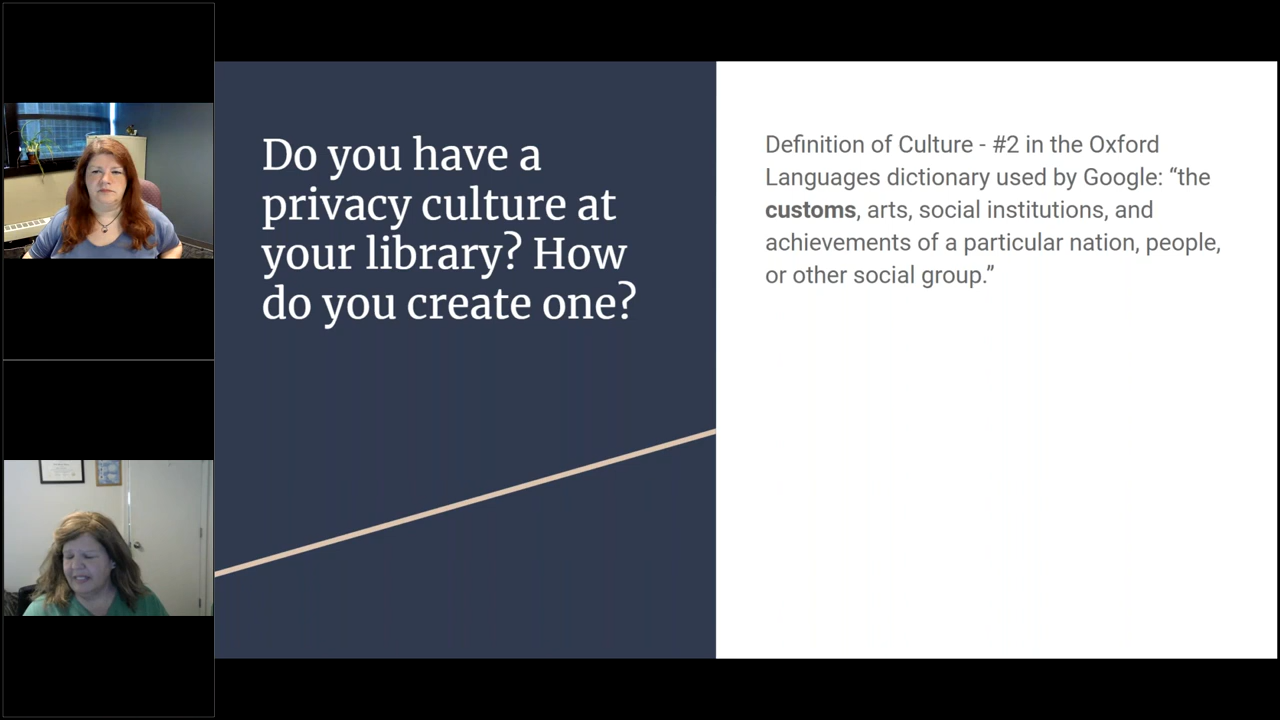 Do you have a
privacy culture at
your library? How
do you create one?
Definition of Culture - #2 in the Oxford
Languages dictionary used by Google: “the
customs, arts, social institutions, and
achievements of a particular nation, people,
or other social group.”